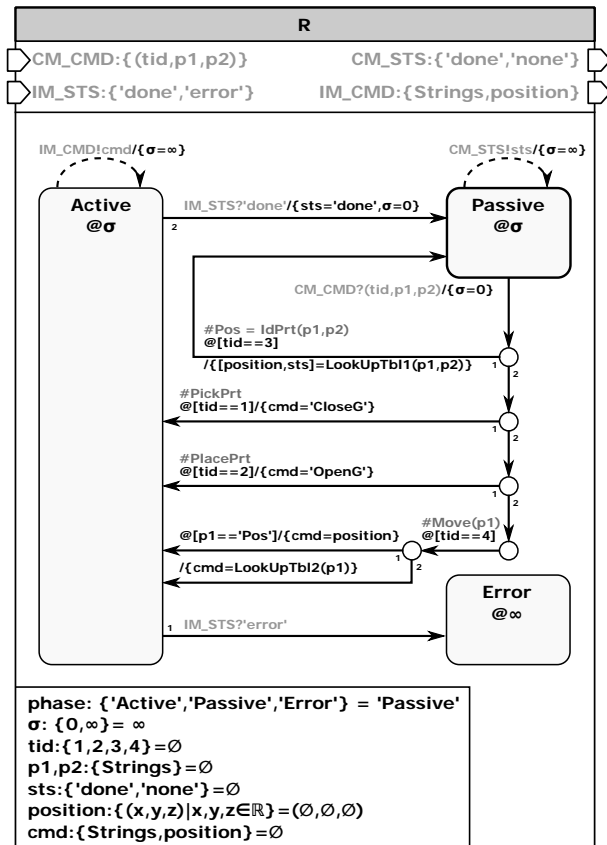 R
CM_CMD:{(tid,p1,p2)}
CM_STS:{'done','none'}
IM_STS:{'done','error'}
IM_CMD:{Strings,position}
IM_CMD!cmd/{σ=∞}
CM_STS!sts/{σ=∞}
Active
@σ
IM_STS?'done'/{sts='done',σ=0}
2
Passive
@σ
CM_CMD?(tid,p1,p2)/{σ=0}
#Pos = IdPrt(p1,p2)
@[tid==3]
/{[position,sts]=LookUpTbl1(p1,p2)}
1
2
#PickPrt
@[tid==1]/{cmd='CloseG'}
1
2
#PlacePrt
@[tid==2]/{cmd='OpenG'}
1
2
#Move(p1)
@[tid==4]
@[p1=='Pos']/{cmd=position}
1
2
/{cmd=LookUpTbl2(p1)}
Error
@∞
1
IM_STS?'error'
phase: {'Active','Passive','Error'} = 'Passive'
σ: {0,∞}= ∞
tid:{1,2,3,4}=∅
p1,p2:{Strings}=∅
sts:{'done','none'}=∅
position:{(x,y,z)|x,y,z∈ℝ}=(∅,∅,∅)
cmd:{Strings,position}=∅